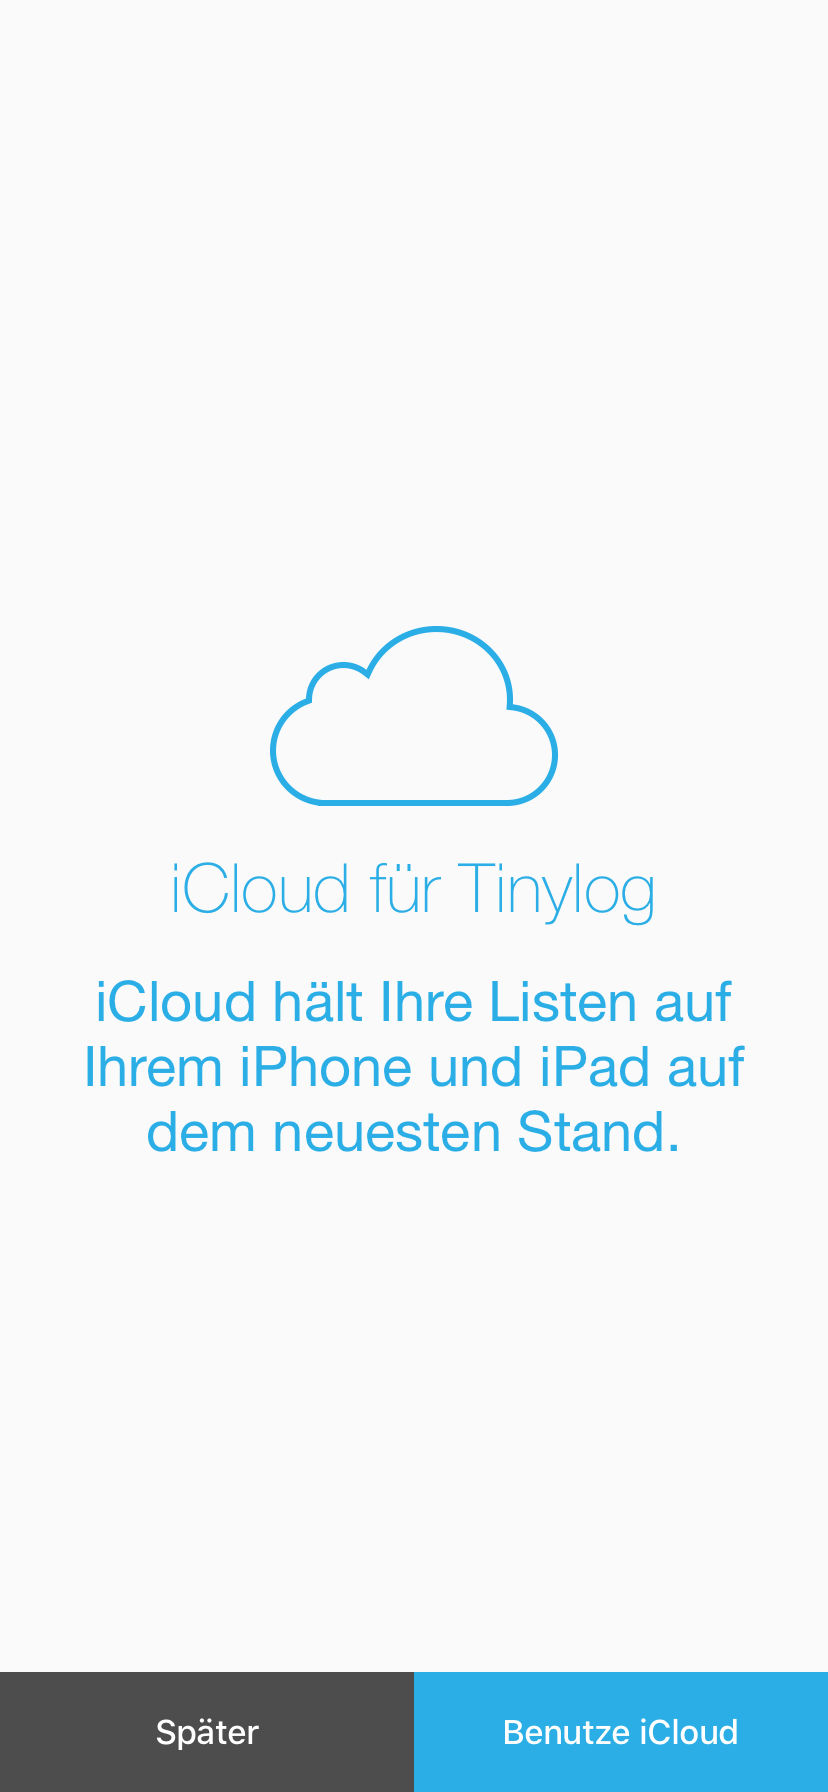 iCloud für Tinylog
iCloud hält Ihre Listen auf
Ihrem iPhone und iPad auf
dem neuesten Stand.
Später
Benutze iCloud